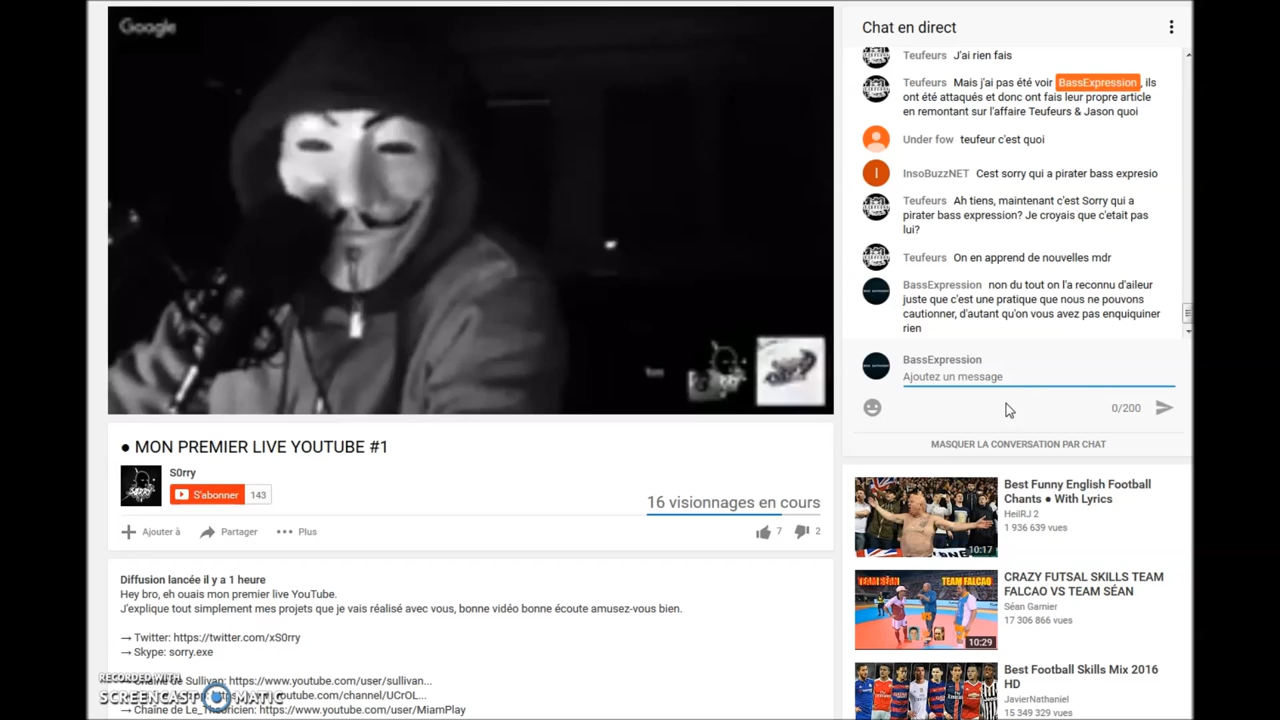 Google
● MON PREMIER LIVE YOUTUBE #1
S0rry
S'abonner 143
16 visionnages en cours
Ajouter à Partager Plus
7 2
Diffusion lancée il y a 1 heure
Hey bro, eh ouais mon premier live YouTube.
J'explique tout simplement mes projets que je vais réalisé avec vous, bonne vidéo bonne écoute amusez-vous bien.
→ Twitter: https://twitter.com/xS0rry
→ Skype: sorry.exe
Chaîne de Sullivan: https://www.youtube.com/user/sullivan...
youtube.com/channel/UCrOL...
→ Chaîne de Le_Théoricien: https://www.youtube.com/user/MiamPlay
RECORDED WITH
SCREENCAST MATIC
Chat en direct
Teufeurs J'ai rien fais
Teufeurs Mais j'ai pas été voir BassExpression, ils
ont été attaqués et donc ont fais leur propre article
en remontant sur l'affaire Teufeurs & Jason quoi
Under fow teufeur c'est quoi
I InsoBuzzNET Cest sorry qui a pirater bass expresio
Teufeurs Ah tiens, maintenant c'est Sorry qui a
pirater bass expression? Je croyais que c'etait pas
lui?
Teufeurs On en apprend de nouvelles mdr
BassExpression non du tout on l'a reconnu d'aileur
juste que c'est une pratique que nous ne pouvons
cautionner, d'autant qu'on vous avez pas enquiquiner
rien
BassExpression
Ajoutez un message
0/200
MASQUER LA CONVERSATION PAR CHAT
Best Funny English Football
Chants ● With Lyrics
HeilRJ 2
1 936 639 vues
10:17
TEAM SÉAN TEAM FALCAO
CRAZY FUTSAL SKILLS TEAM
FALCAO VS TEAM SÉAN
Séan Garnier
17 306 866 vues
10:29
Best Football Skills Mix 2016
HD
JavierNathaniel
15 349 329 vues